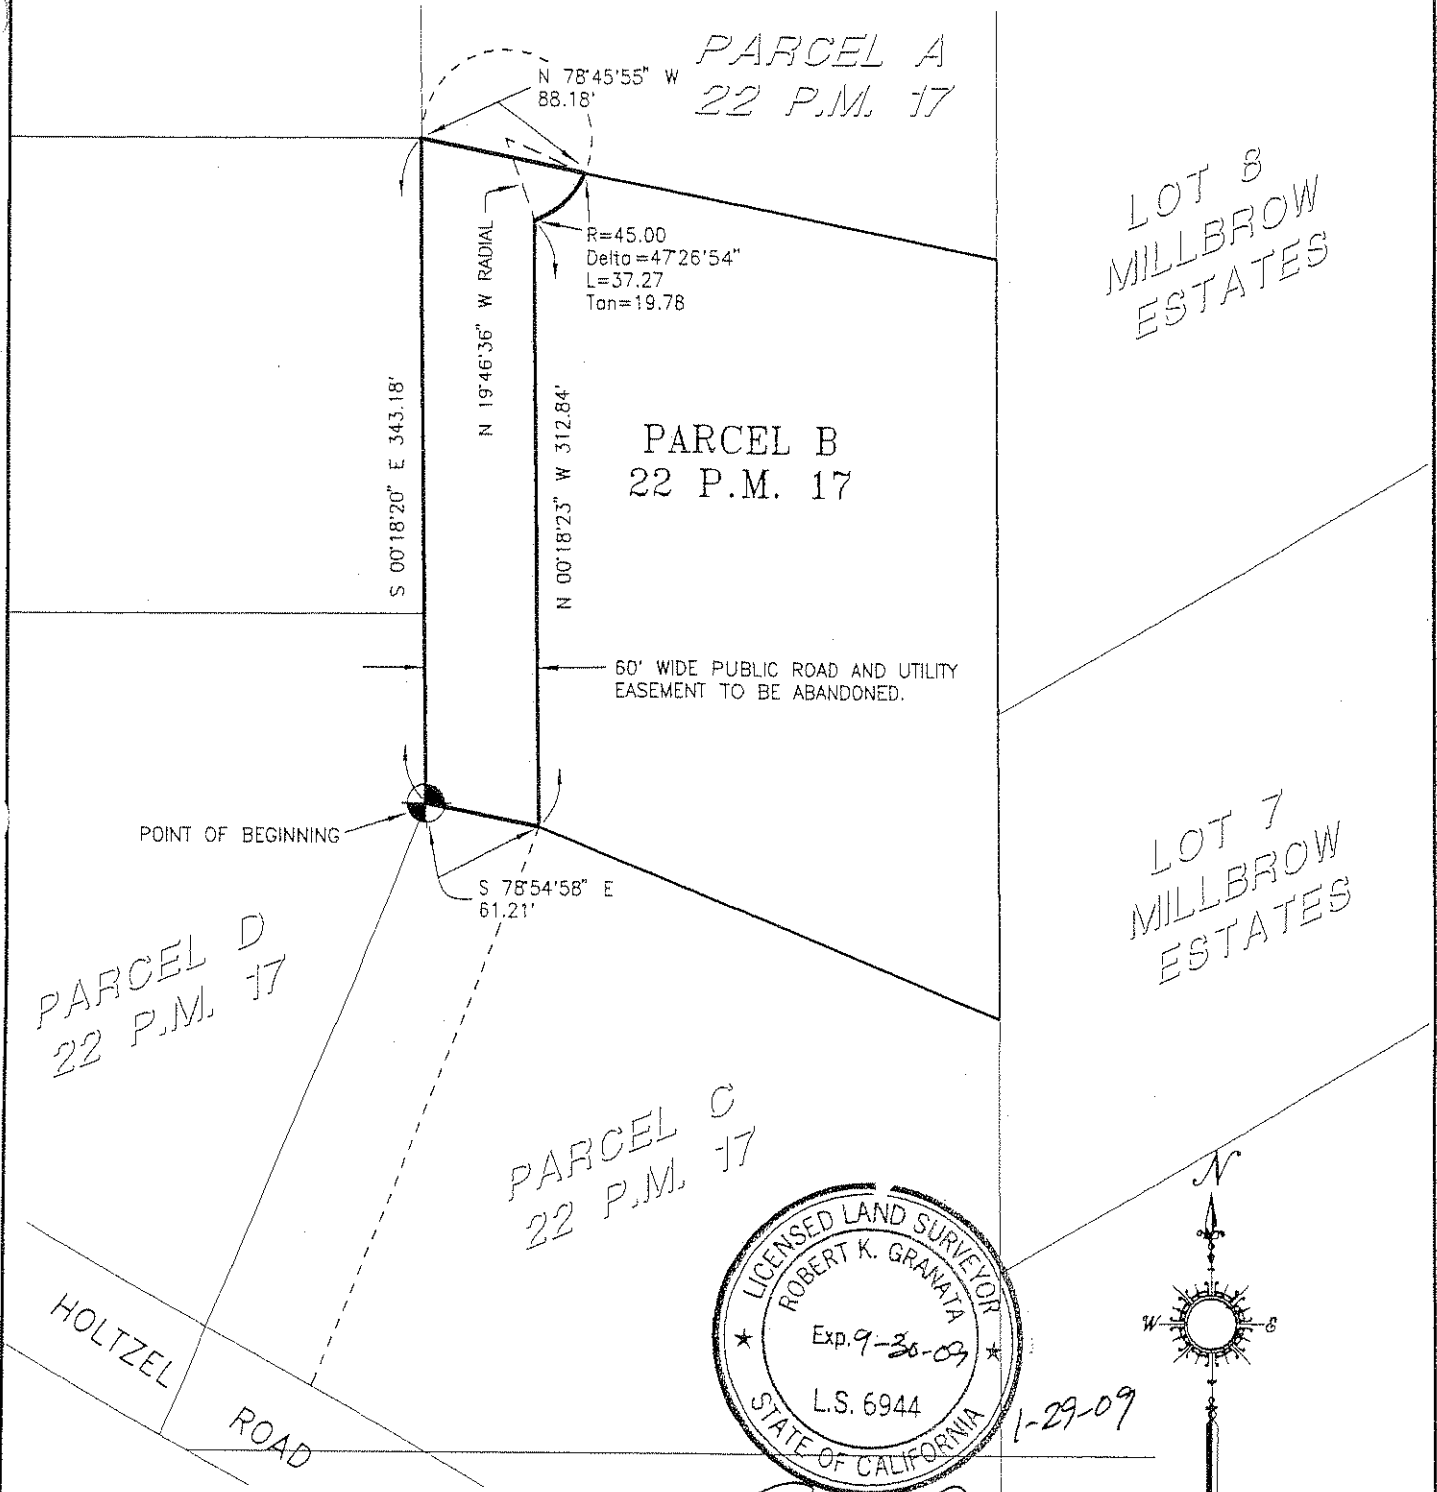 PARCEL A
22 P.M. 17
N 78°45'55" W
88.18'
LOT 8
MILLBROW
ESTATES
R=45.00
Delta=47°26'54"
L=37.27
Tan=19.78
N 19°46'36" W RADIAL
S 00°18'20" E 343.18'
N 00°18'23" W 312.84'
PARCEL B
22 P.M. 17
60' WIDE PUBLIC ROAD AND UTILITY
EASEMENT TO BE ABANDONED.
POINT OF BEGINNING
S 78°54'58" E
61.21'
LOT 7
MILLBROW
ESTATES
PARCEL D
22 P.M. 17
PARCEL C
22 P.M. 17
HOLTZEL
ROAD
LICENSED LAND SURVEYOR
ROBERT K. GRANATA
Exp. 9-30-09
L.S. 6944
STATE OF CALIFORNIA
1-29-09
N
W
E